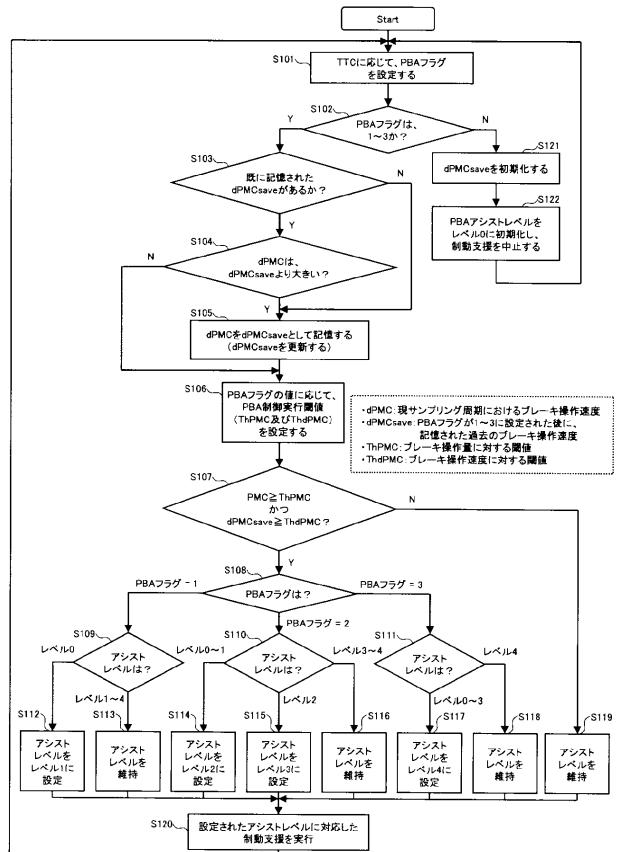 Start
S101
TTCに応じて、PBAフラグ
を設定する
S102
PBAフラグは、
1~3か?
Y
N
S103
既に記憶された
dPMCsaveがあるか?
N
Y
S121
dPMCsaveを初期化する
S122
PBAアシストレベルを
レベル0に初期化し、
制動支援を中止する
S104
dPMCは、
dPMCsaveより大きい?
N
Y
S105
dPMCをdPMCsaveとして記憶する
(dPMCsaveを更新する)
S106
PBAフラグの値に応じて、
PBA制御実行閾値
(ThPMC及びThdPMC)
を設定する
・dPMC:現サンプリング周期におけるブレーキ操作速度
・dPMCsave:PBAフラグが1~3に設定された後に、
記憶された過去のブレーキ操作速度
・ThPMC:ブレーキ操作量に対する閾値
・ThdPMC:ブレーキ操作速度に対する閾値
S107
PMC≧ThPMC
かつ
dPMCsave≧ThdPMC?
N
Y
S108
PBAフラグは?
PBAフラグ=1
PBAフラグ=2
PBAフラグ=3
S109
アシスト
レベルは?
レベル0
レベル1~4
S110
アシスト
レベルは?
レベル0~1
レベル2
レベル3~4
S111
アシスト
レベルは?
レベル4
レベル0~3
S112
アシスト
レベルを
レベル1に
設定
S113
アシスト
レベルを
維持
S114
アシスト
レベルを
レベル2に
設定
S115
アシスト
レベルを
レベル3に
設定
S116
アシスト
レベルを
維持
S117
アシスト
レベルを
レベル4に
設定
S118
アシスト
レベルを
維持
S119
アシスト
レベルを
維持
S120
設定されたアシストレベルに対応した
制動支援を実行